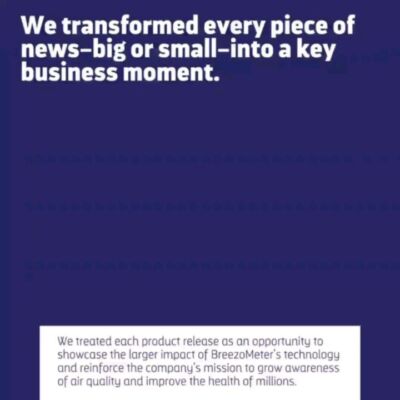 We transformed every piece of
news–big or small–into a key
business moment.
We treated each product release as an opportunity to
showcase the larger impact of BreezoMeter's technology
and reinforce the company's mission to grow awareness
of air quality and improve the health of millions.